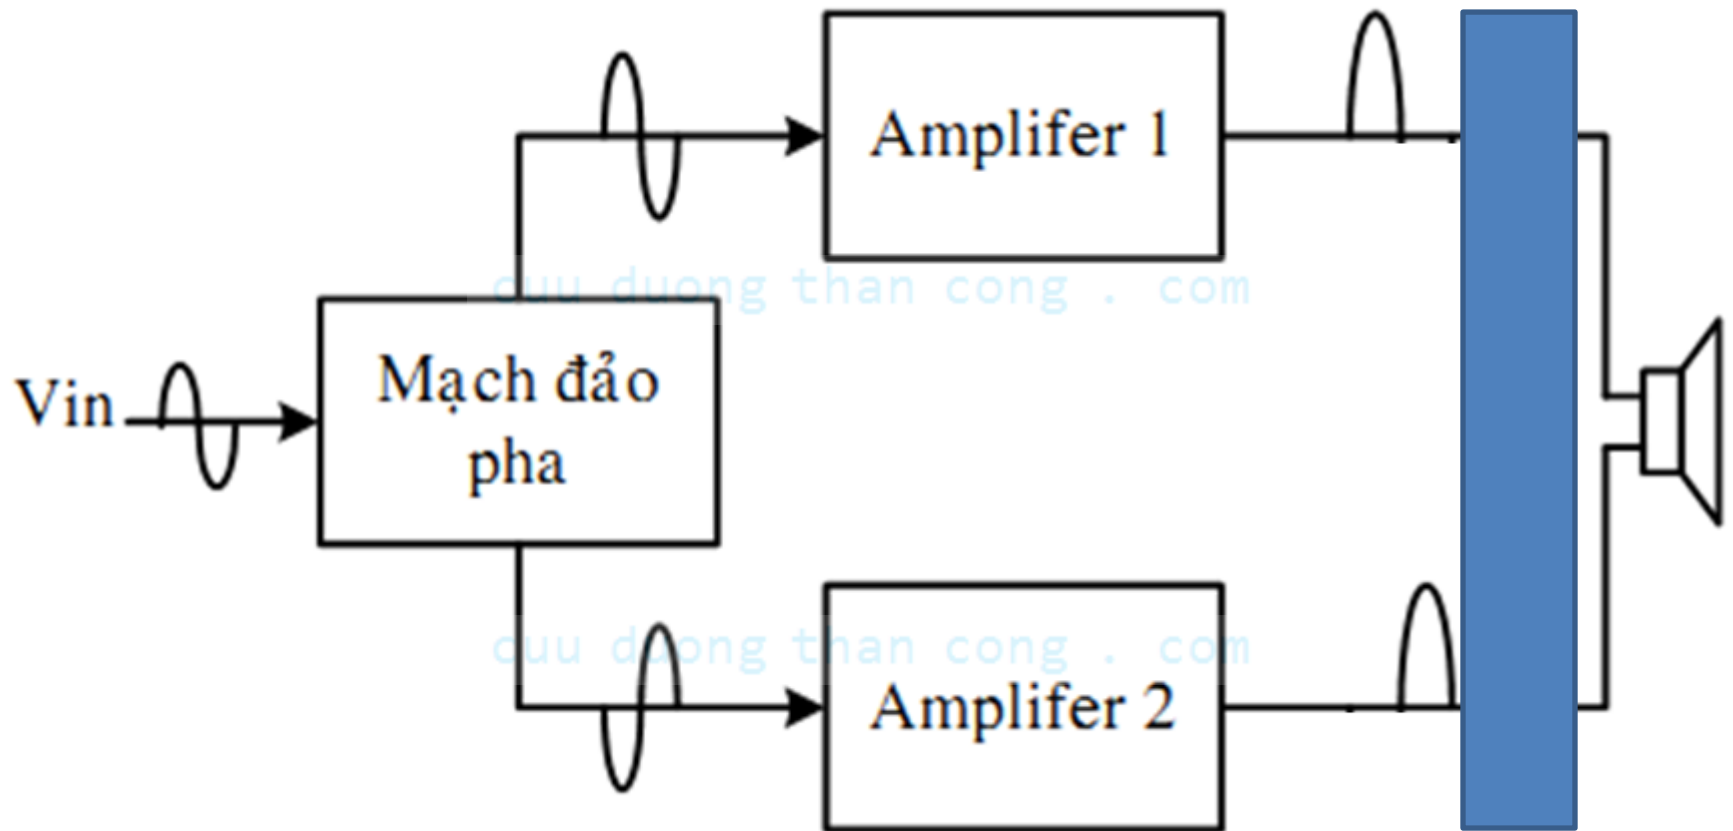 Amplifer 1
cuu duong than cong . com
Vin
Mạch đảo
pha
cuu duong than cong . com
Amplifer 2